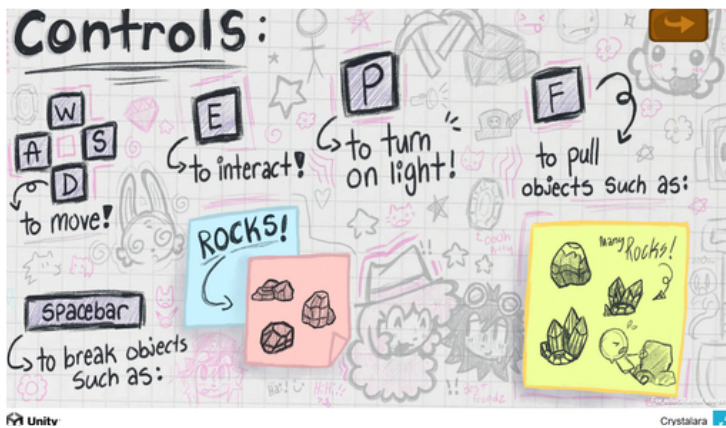 Controls:
W
A
S
D
to move!
E
to interact!
P
to turn
on light!
F
to pull
objects such as:
ROCKS!
many Rocks!
spacebar
to break objects
such as:
Unity
Crystalara